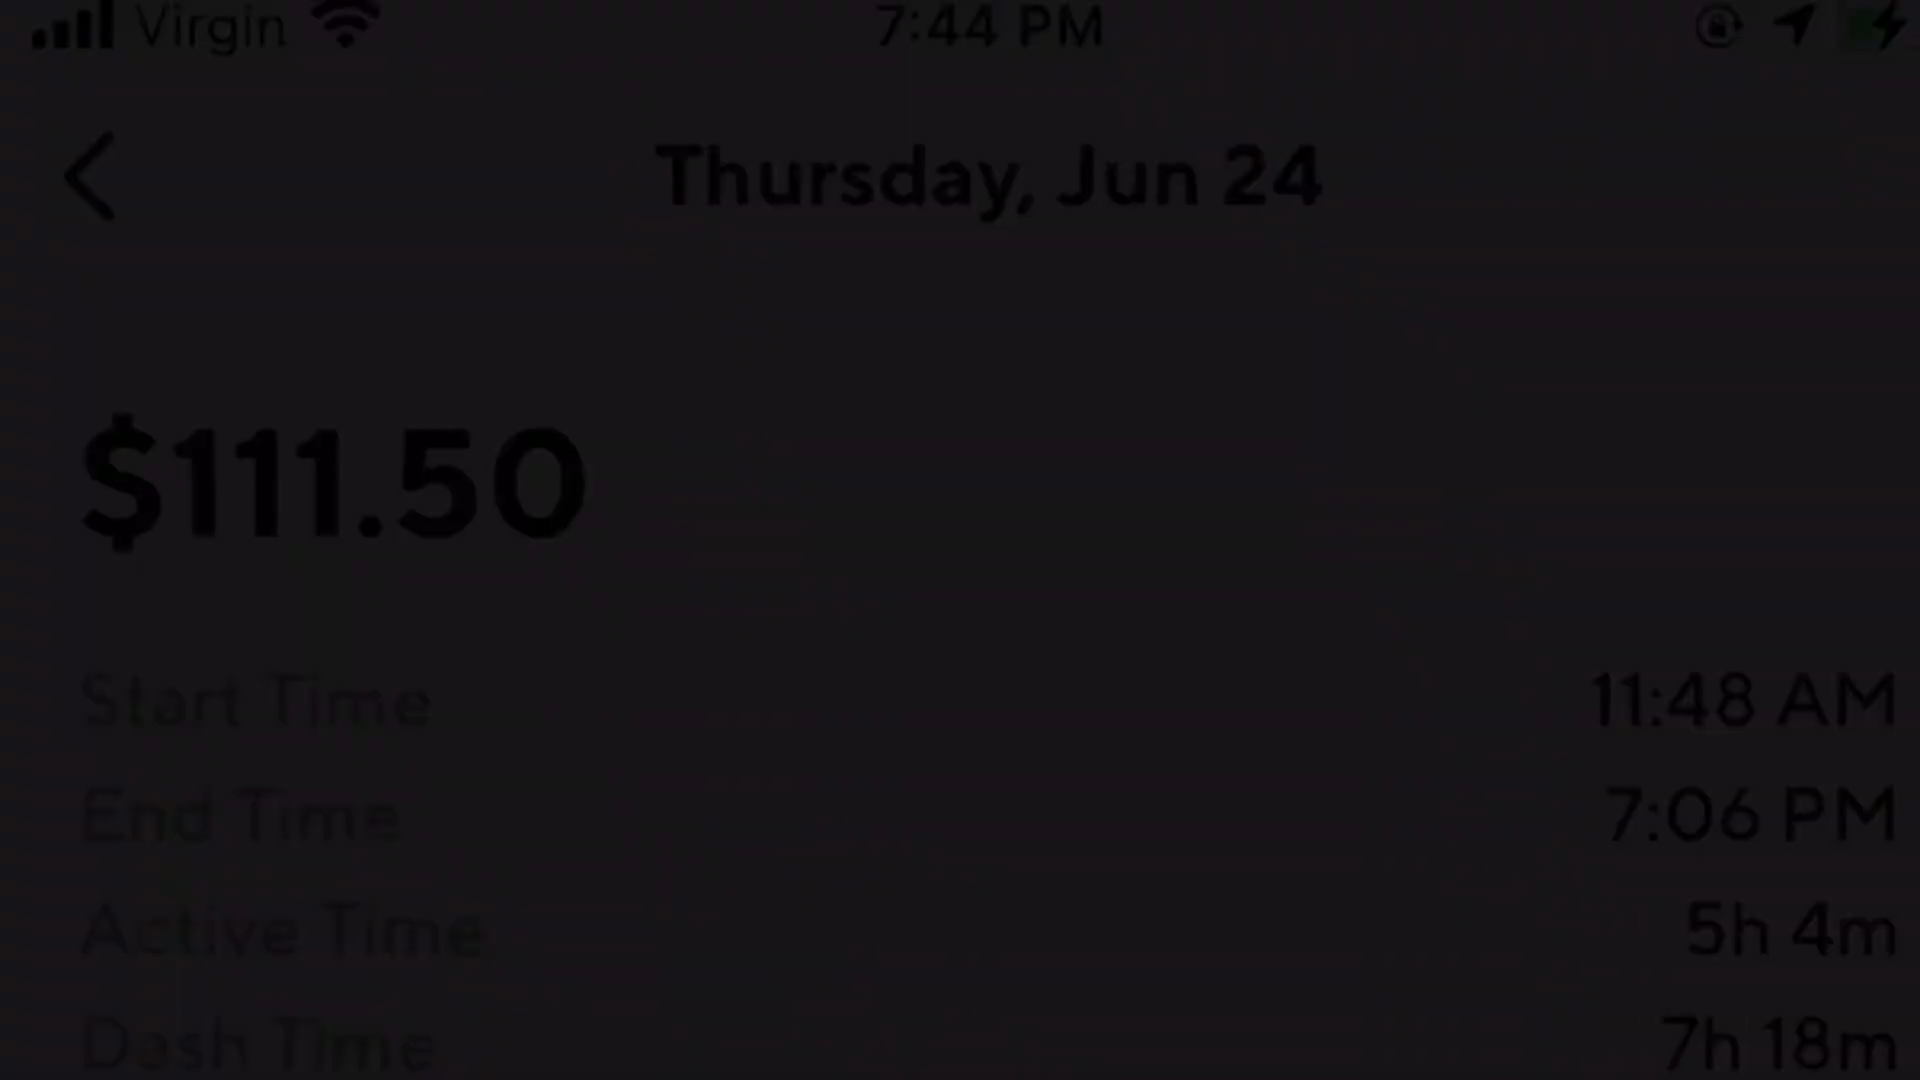 Virgin 7:44 PM
Thursday, Jun 24
$111.50
Start Time 11:48 AM
End Time 7:06 PM
Active Time 5h 4m
Dash Time 7h 18m